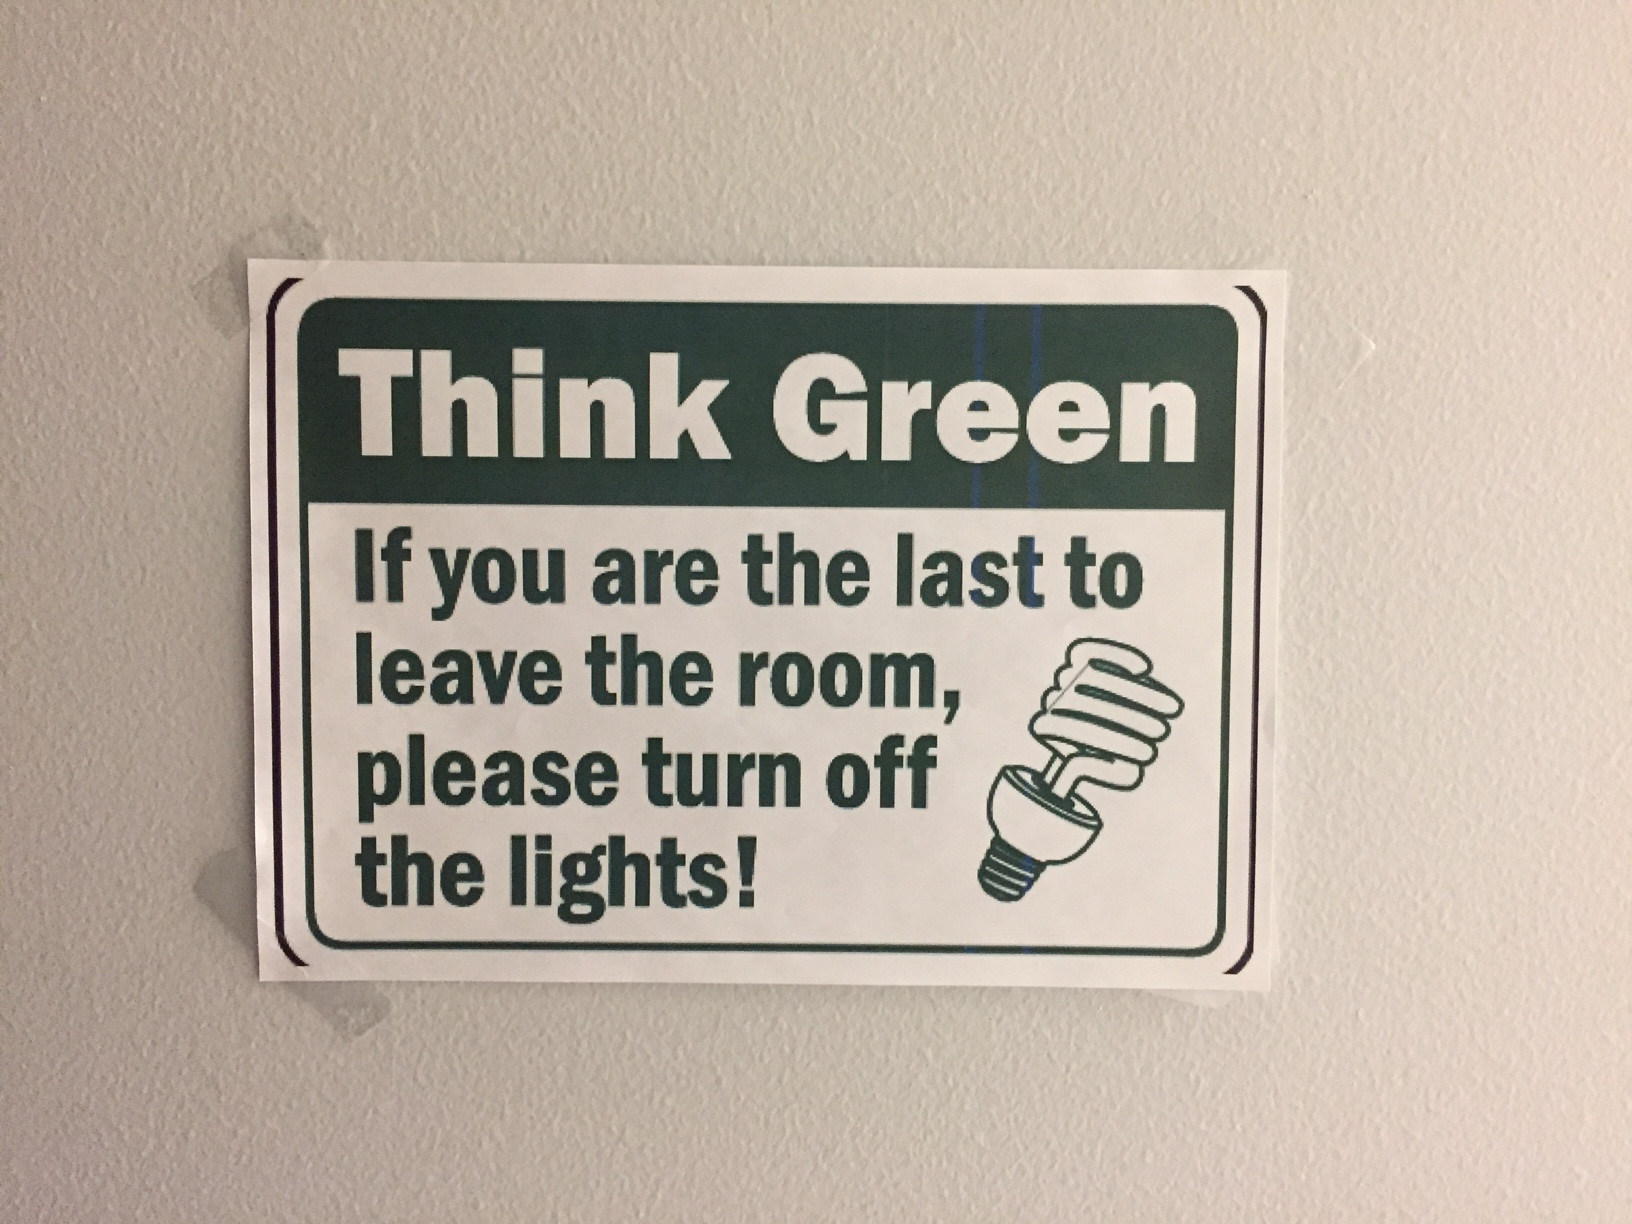 Think Green
If you are the last to
leave the room,
please turn off
the lights!